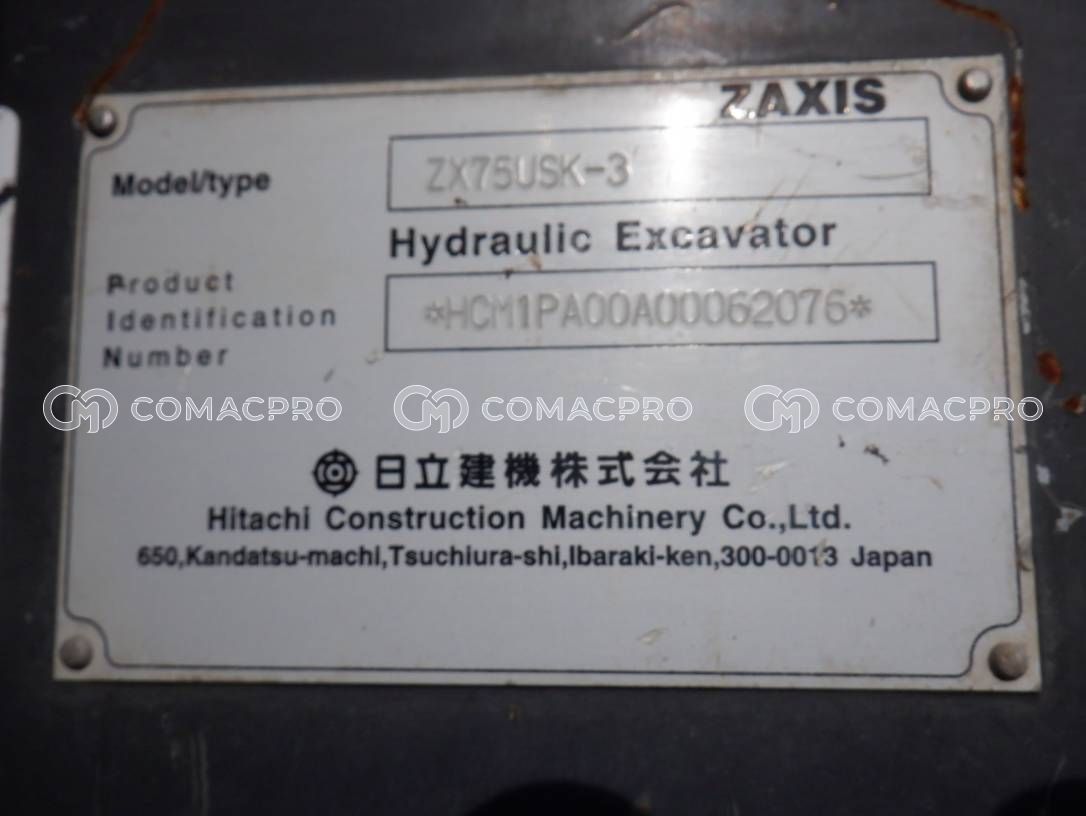 ZAXIS
Model/type ZX75USK-3
Hydraulic Excavator
Product
Identification
Number
*HCM1PA00A00062076*
COMACPRO COMACPRO COMACPRO
日立建機株式会社
Hitachi Construction Machinery Co.,Ltd.
650,Kandatsu-machi,Tsuchiura-shi,Ibaraki-ken,300-0013 Japan